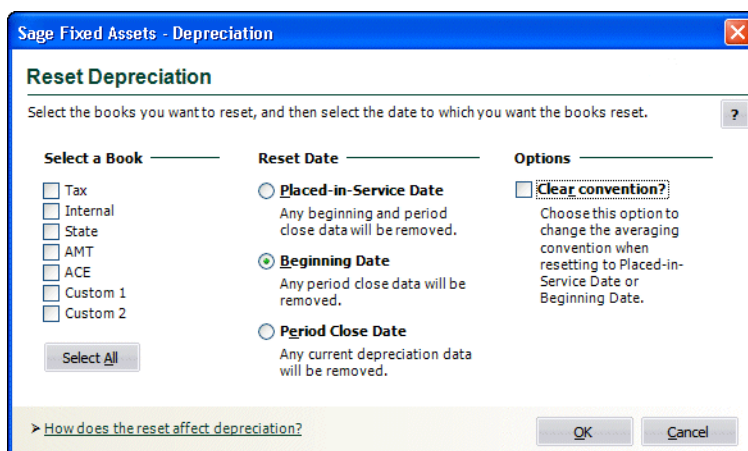 Sage Fixed Assets - Depreciation
Reset Depreciation
Select the books you want to reset, and then select the date to which you want the books reset.
?
Select a Book
Tax
Internal
State
AMT
ACE
Custom 1
Custom 2
Select All
Reset Date
Placed-in-Service Date
Any beginning and period
close data will be removed.
Beginning Date
Any period close data will be
removed.
Period Close Date
Any current depreciation data
will be removed.
Options
Clear convention?
Choose this option to
change the averaging
convention when
resetting to Placed-in-
Service Date or
Beginning Date.
How does the reset affect depreciation?
OK
Cancel